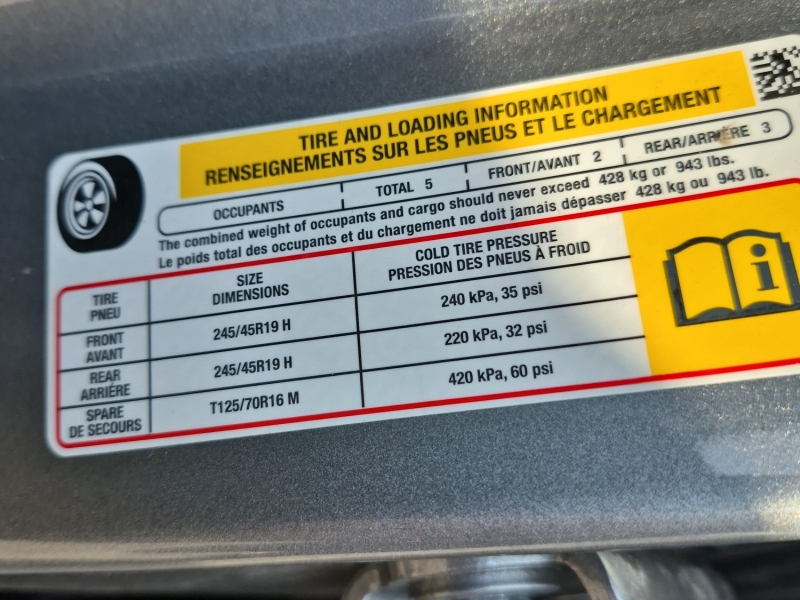 TIRE AND LOADING INFORMATION
RENSEIGNEMENTS SUR LES PNEUS ET LE CHARGEMENT
OCCUPANTS TOTAL 5 FRONT/AVANT 2 REAR/ARRIÈRE 3
The combined weight of occupants and cargo should never exceed 428 kg or 943 lbs.
Le poids total des occupants et du chargement ne doit jamais dépasser 428 kg ou 943 lb.
TIRE
PNEU
SIZE
DIMENSIONS
COLD TIRE PRESSURE
PRESSION DES PNEUS À FROID
FRONT
AVANT
245/45R19 H
240 kPa, 35 psi
REAR
ARRIÈRE
245/45R19 H
220 kPa, 32 psi
SPARE
DE SECOURS
T125/70R16 M
420 kPa, 60 psi
i